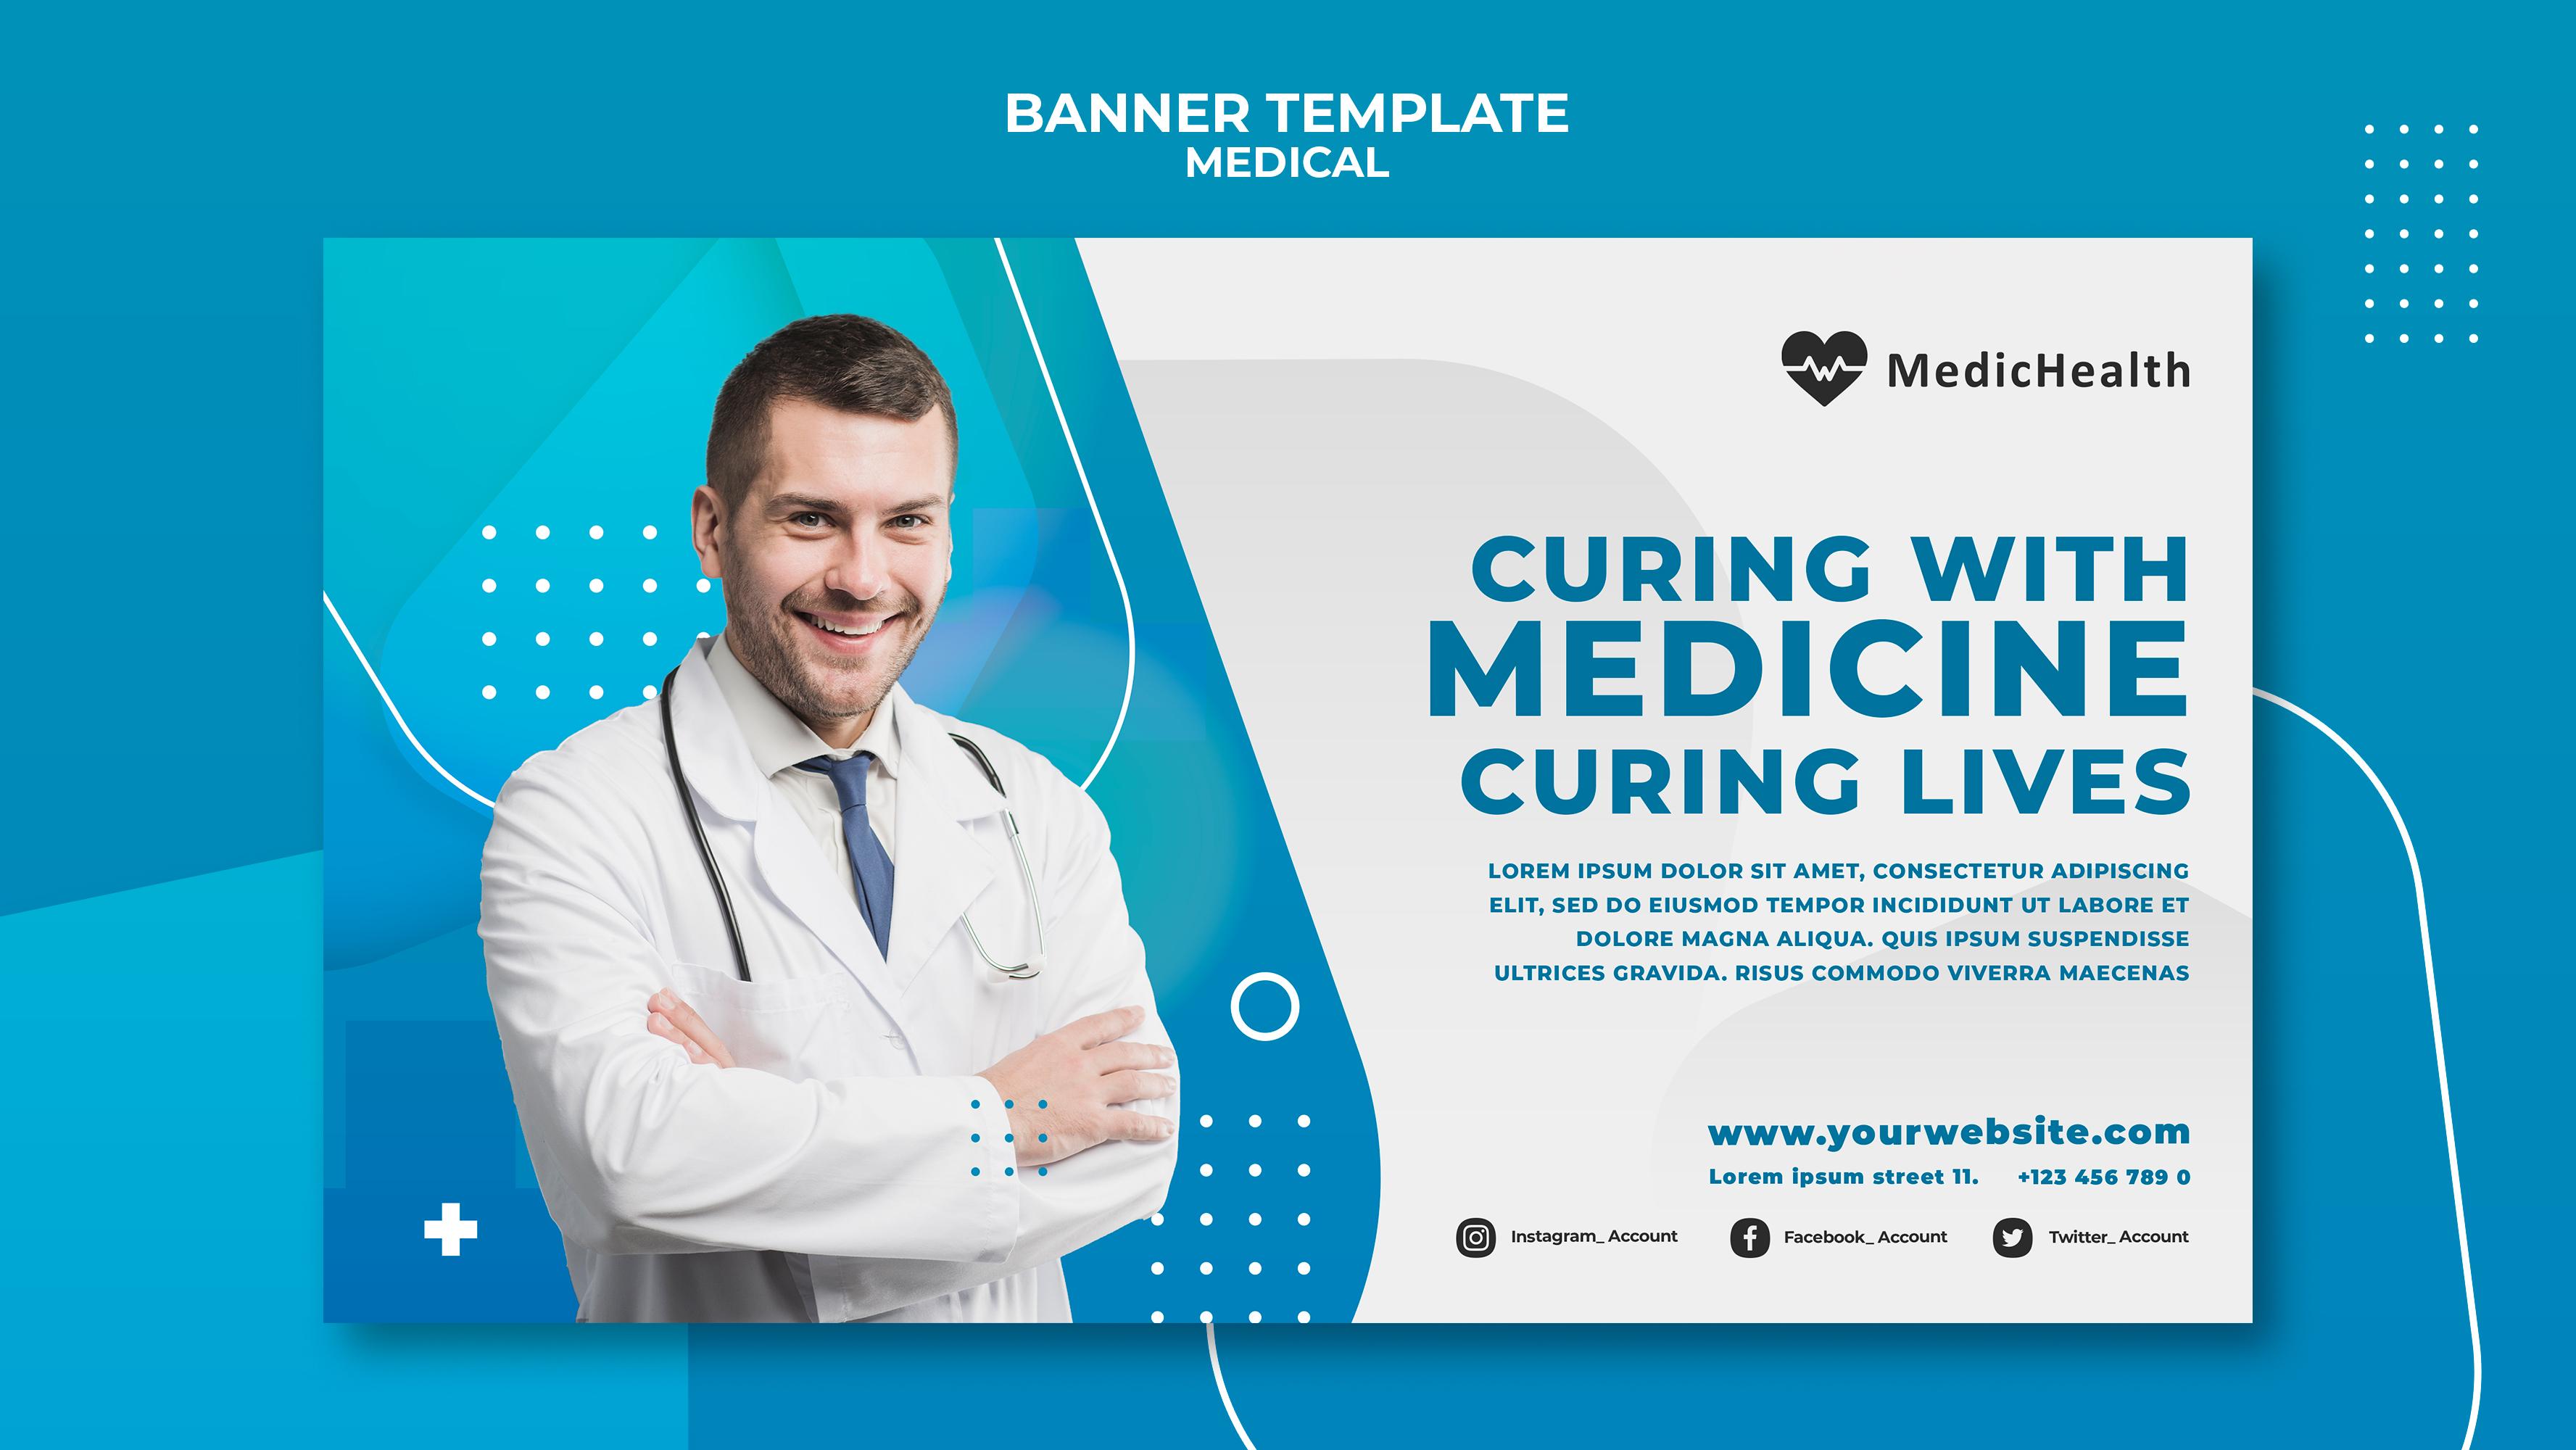 BANNER TEMPLATE
MEDICAL
MedicHealth
CURING WITH
MEDICINE
CURING LIVES
LOREM IPSUM DOLOR SIT AMET, CONSECTETUR ADIPISCING
ELIT, SED DO EIUSMOD TEMPOR INCIDIDUNT UT LABORE ET
DOLORE MAGNA ALIQUA. QUIS IPSUM SUSPENDISSE
ULTRICES GRAVIDA. RISUS COMMODO VIVERRA MAECENAS
www.yourwebsite.com
Lorem ipsum street 11. +123 456 789 0
Instagram_ Account Facebook_ Account Twitter_ Account